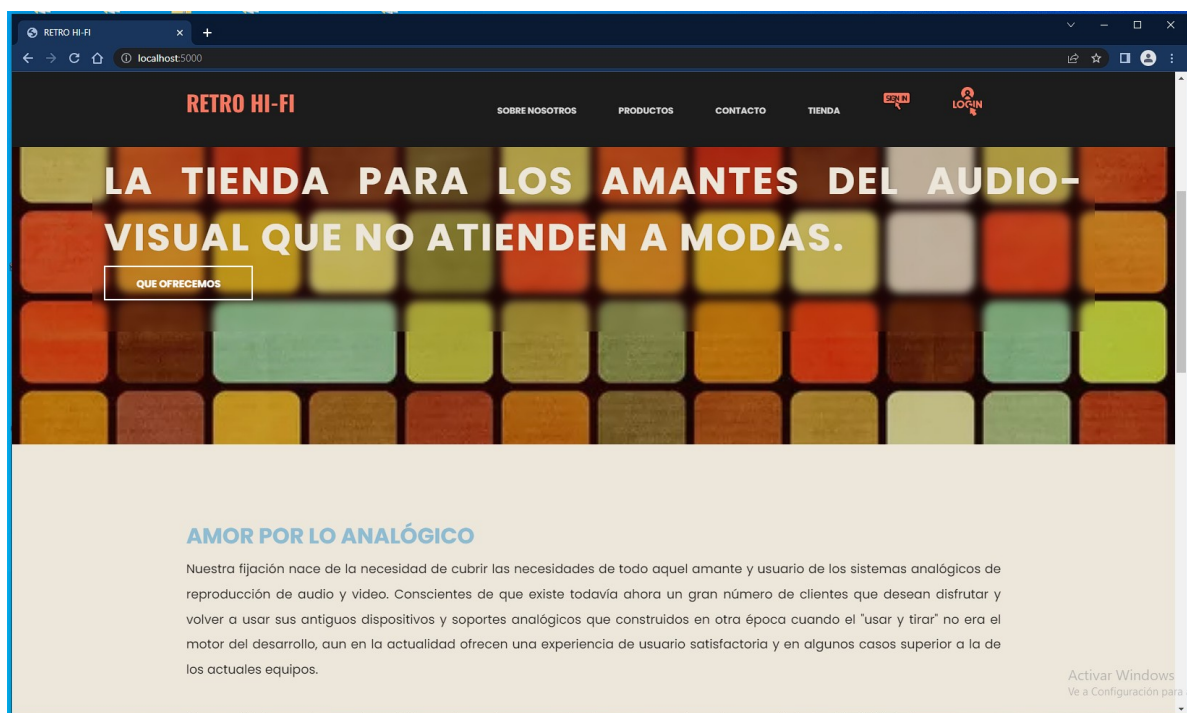 RETRO HI-FI
localhost:5000
RETRO HI-FI
SOBRE NOSOTROS
PRODUCTOS
CONTACTO
TIENDA
SIGN IN
LOGIN
LA TIENDA PARA LOS AMANTES DEL AUDIO-
VISUAL QUE NO ATIENDEN A MODAS.
QUE OFRECEMOS
AMOR POR LO ANALÓGICO
Nuestra fijación nace de la necesidad de cubrir las necesidades de todo aquel amante y usuario de los sistemas analógicos de
reproducción de audio y video. Conscientes de que existe todavía ahora un gran número de clientes que desean disfrutar y
volver a usar sus antiguos dispositivos y soportes analógicos que construidos en otra época cuando el "usar y tirar" no era el
motor del desarrollo, aun en la actualidad ofrecen una experiencia de usuario satisfactoria y en algunos casos superior a la de
los actuales equipos.
Activar Windows
Ve a Configuración para